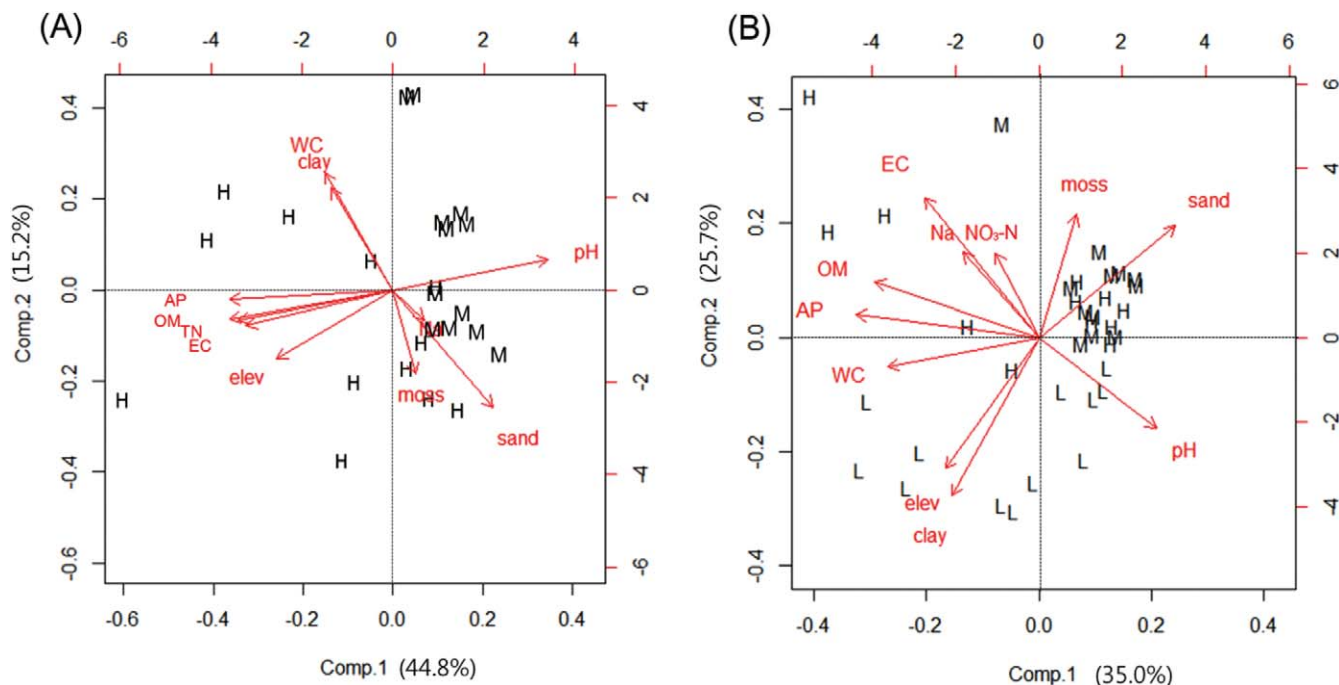 (A)
-6 -4 -2 0 2 4
Comp.2 (15.2%)
0.4
0.2
0.0
-0.2
-0.4
-0.6
4
2
0
-2
-4
-6
M M
WC
clay
H M
H M M
H M
H pH
AP M
M
OM
TN
EC
M
M M M
H M
elev H
H moss
H H H
sand
H
-0.6 -0.4 -0.2 0.0 0.2 0.4
Comp.1 (44.8%)
(B)
-4 -2 0 2 4 6
Comp.2 (25.7%)
0.4
0.2
0.0
-0.2
-0.4
6
4
2
0
-2
-4
H
M
EC moss sand
H H
Na NO₃-N
M
OM M M M
H M M
H H
AP M H
M
H H
M M
M H
WC H
L
L L L
L
L L pH
L
L L
elev L L
clay
-0.4 -0.2 0.0 0.2 0.4
Comp.1 (35.0%)